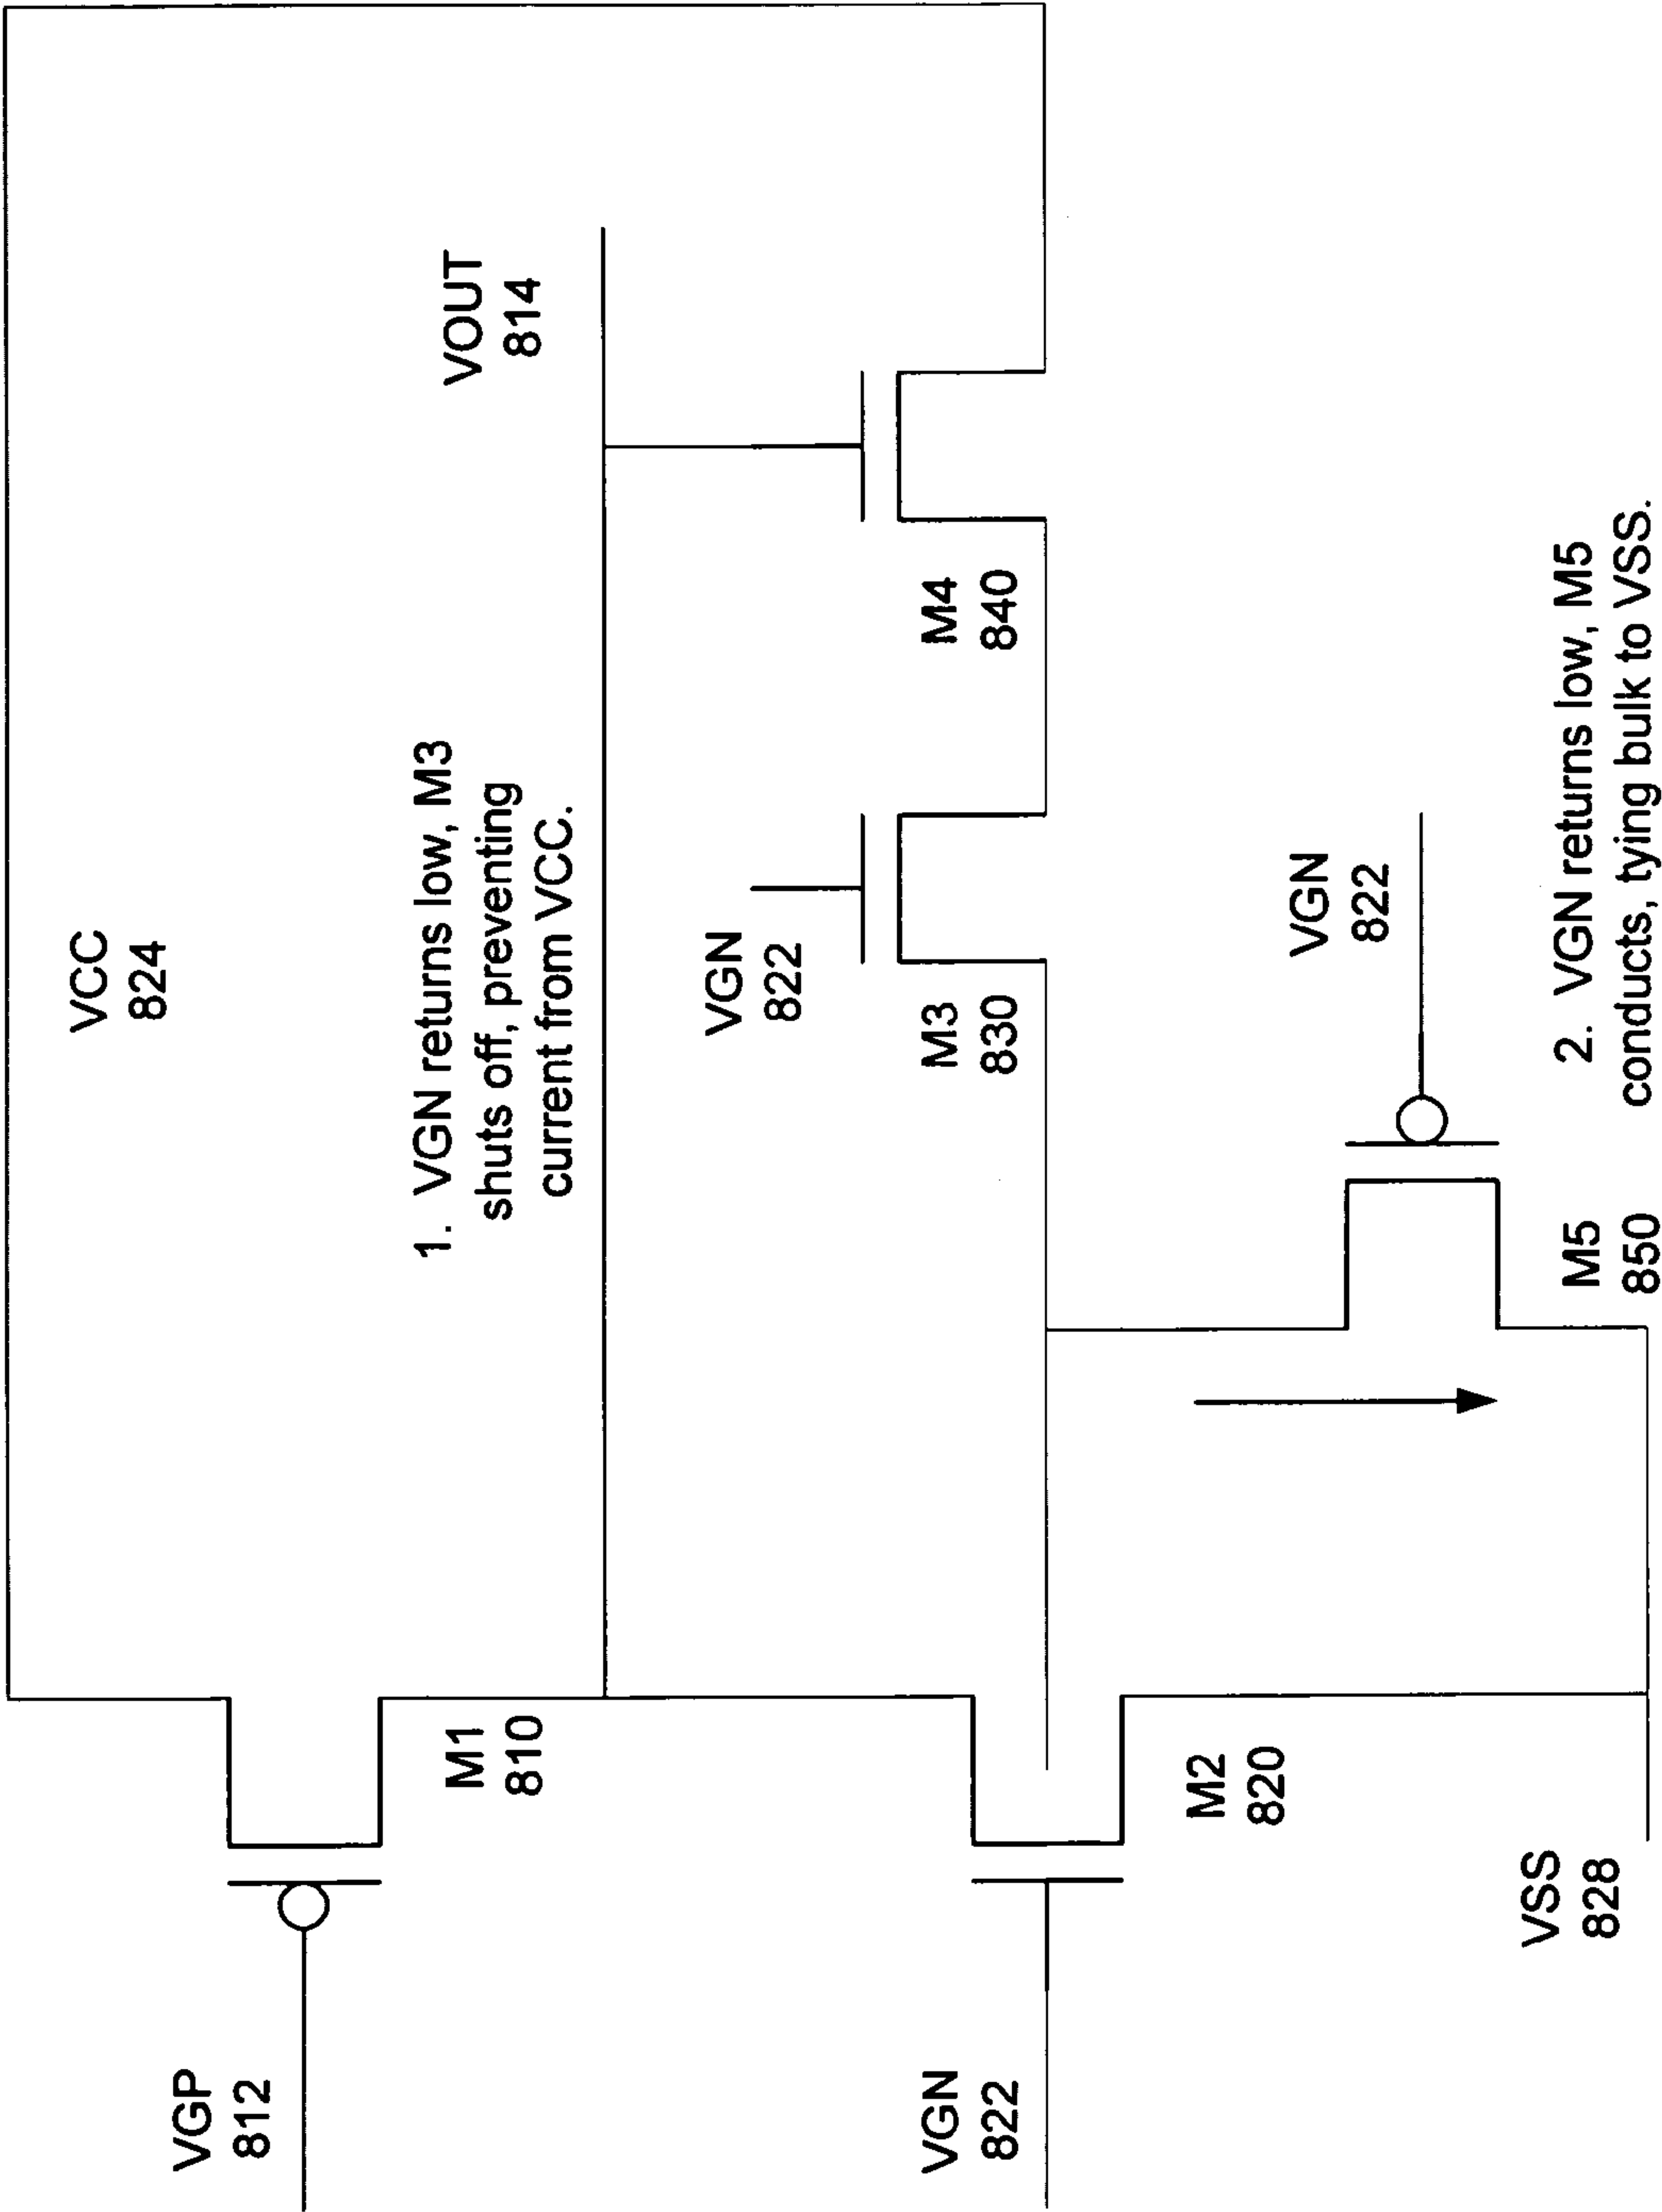 VCC
824
VGP
812
1. VGN returns low, M3
shuts off, preventing
current from VCC.
M1
810
VOUT
814
VGN
822
VGN
822
M3
830
M4
840
M2
820
VGN
822
VSS
828
M5
850
2. VGN returns low, M5
conducts, tying bulk to VSS.